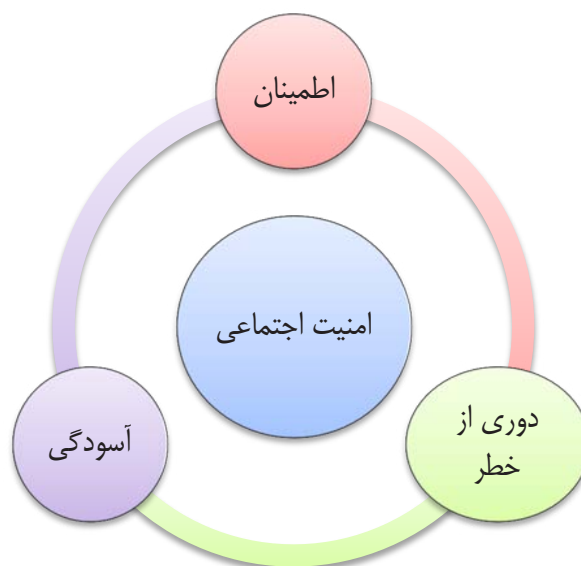 اطمینان
امنیت اجتماعی
دوری از
خطر
آسودگی